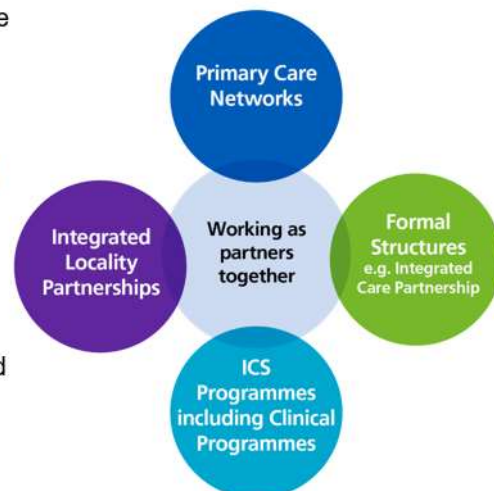 e
Primary Care
Networks
Integrated
Locality
Partnerships
Working as
partners
together
Formal
Structures
e.g. Integrated
Care Partnership
d
ICS
Programmes
including Clinical
Programmes